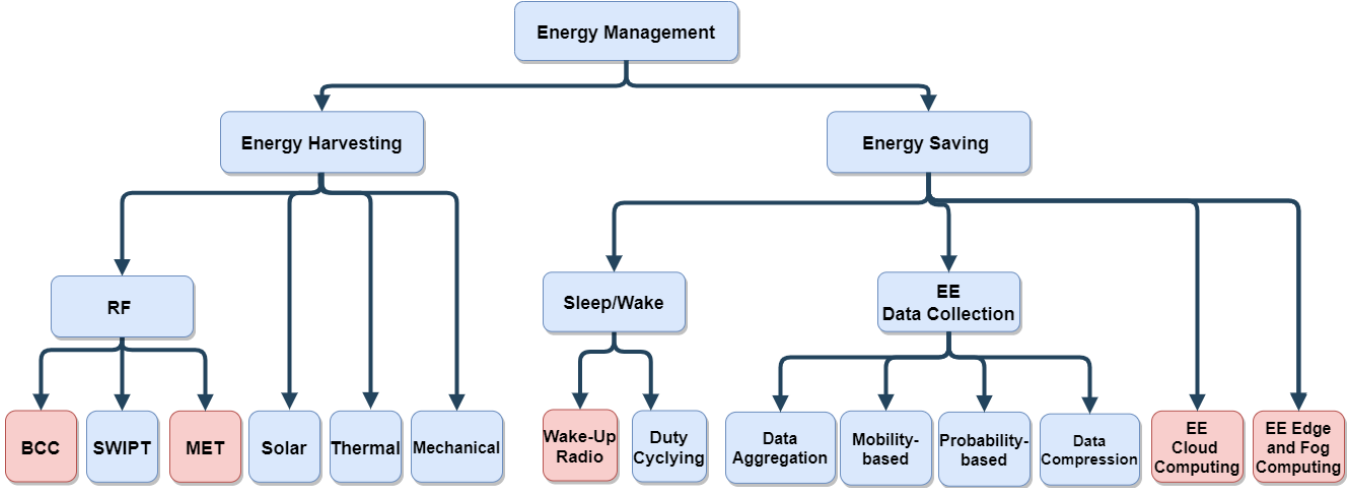 Energy Management
Energy Harvesting
Energy Saving
RF
Sleep/Wake
EE
Data Collection
BCC
SWIPT
MET
Solar
Thermal
Mechanical
Wake-Up
Radio
Duty
Cyclying
Data
Aggregation
Mobility-
based
Probability-
based
Data
Compression
EE
Cloud
Computing
EE Edge
and Fog
Computing